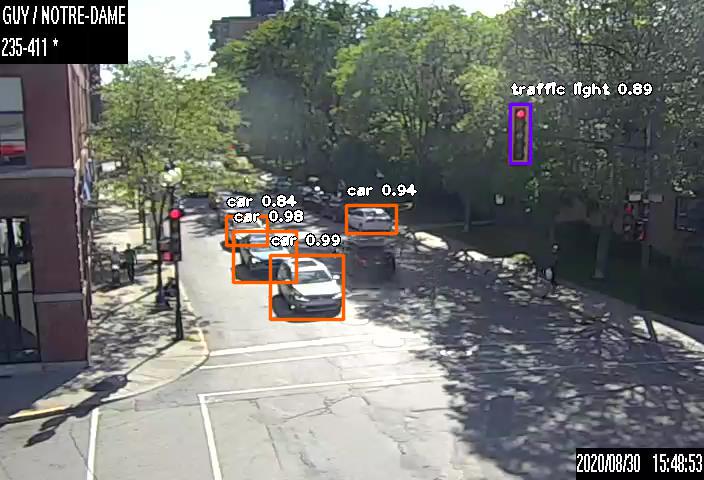 GUY / NOTRE-DAME
235-411 *
traffic light 0.89
car 0.94
car 0.84
car 0.98
car 0.99
2020/08/30 15:48:53